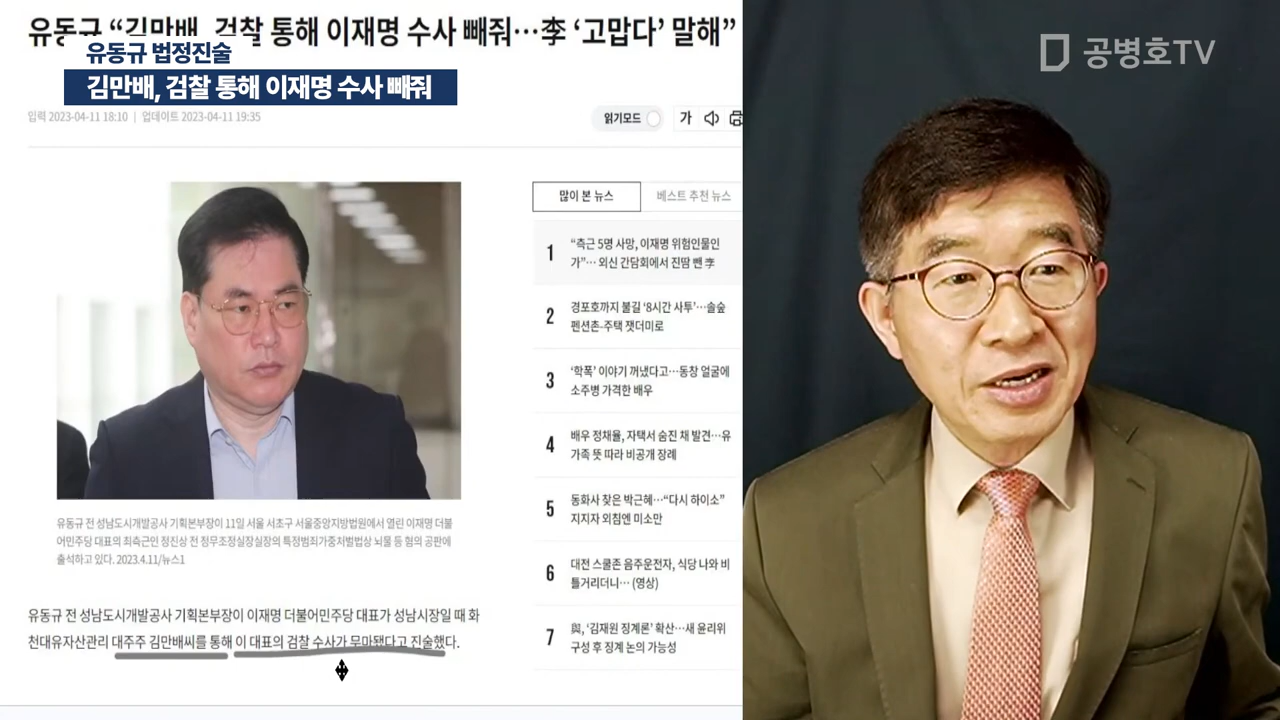 유동규 “김만배, 검찰 통해 이재명 수사 빼줘…李 ‘고맙다’ 말해”
유동규 법정진술
김만배, 검찰 통해 이재명 수사 빼줘
공병호TV
입력 2023-04-11 18:10 | 업데이트 2023-04-11 19:35
읽기모드
가
많이 본 뉴스
베스트 추천 뉴스
1 “측근 5명 사망, 이재명 위험인물인
가”… 외신 간담회에서 진땀 뺀 李
2 경포호까지 불길 ‘8시간 사투’…솔숲
펜션촌·주택 잿더미로
3 ‘학폭’ 이야기 꺼냈다고…동창 얼굴에
소주병 가격한 배우
4 배우 정채율, 자택서 숨진 채 발견…유
가족 뜻 따라 비공개 장례
5 동화사 찾은 박근혜…“다시 하이소”
지지자 외침엔 미소만
6 대전 스쿨존 음주운전자, 식당 나와 비
틀거리더니… (영상)
7 與, ‘김재원 징계론’ 확산…새 윤리위
구성 후 징계 논의 가능성
유동규 전 성남도시개발공사 기획본부장이 11일 서울 서초구 서울중앙지방법원에서 열린 이재명 더불
어민주당 대표의 최측근인 정진상 전 정무조정실장실장의 특정범죄가중처벌법상 뇌물 등 혐의 공판에
출석하고 있다. 2023.4.11/뉴스1
유동규 전 성남도시개발공사 기획본부장이 이재명 더불어민주당 대표가 성남시장일 때 화
천대유자산관리 대주주 김만배씨를 통해 이 대표의 검찰 수사가 무마됐다고 진술했다.